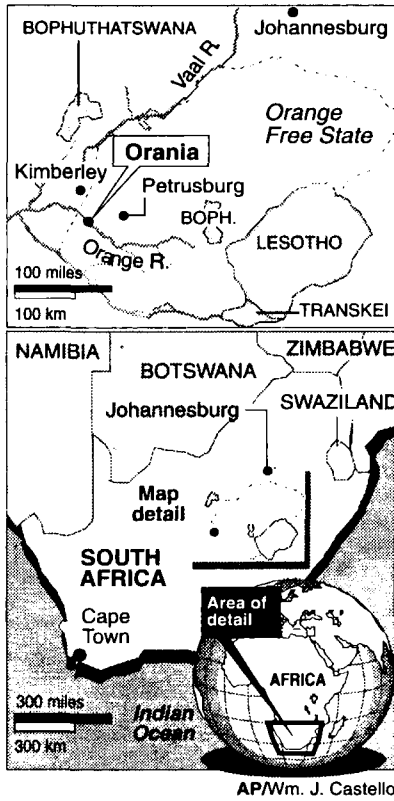 BOPHUTHATSWANA
Johannesburg
Vaal R.
Orange
Free State
Orania
Kimberley
Petrusburg
BOPH.
LESOTHO
Orange R.
100 miles
100 km
TRANSKEI
NAMIBIA
ZIMBABWE
BOTSWANA
SWAZILAND
Johannesburg
Map
detail
SOUTH
AFRICA
Area of
detail
Cape
Town
AFRICA
300 miles
300 km
Indian
Ocean
AP/Wm. J. Castello